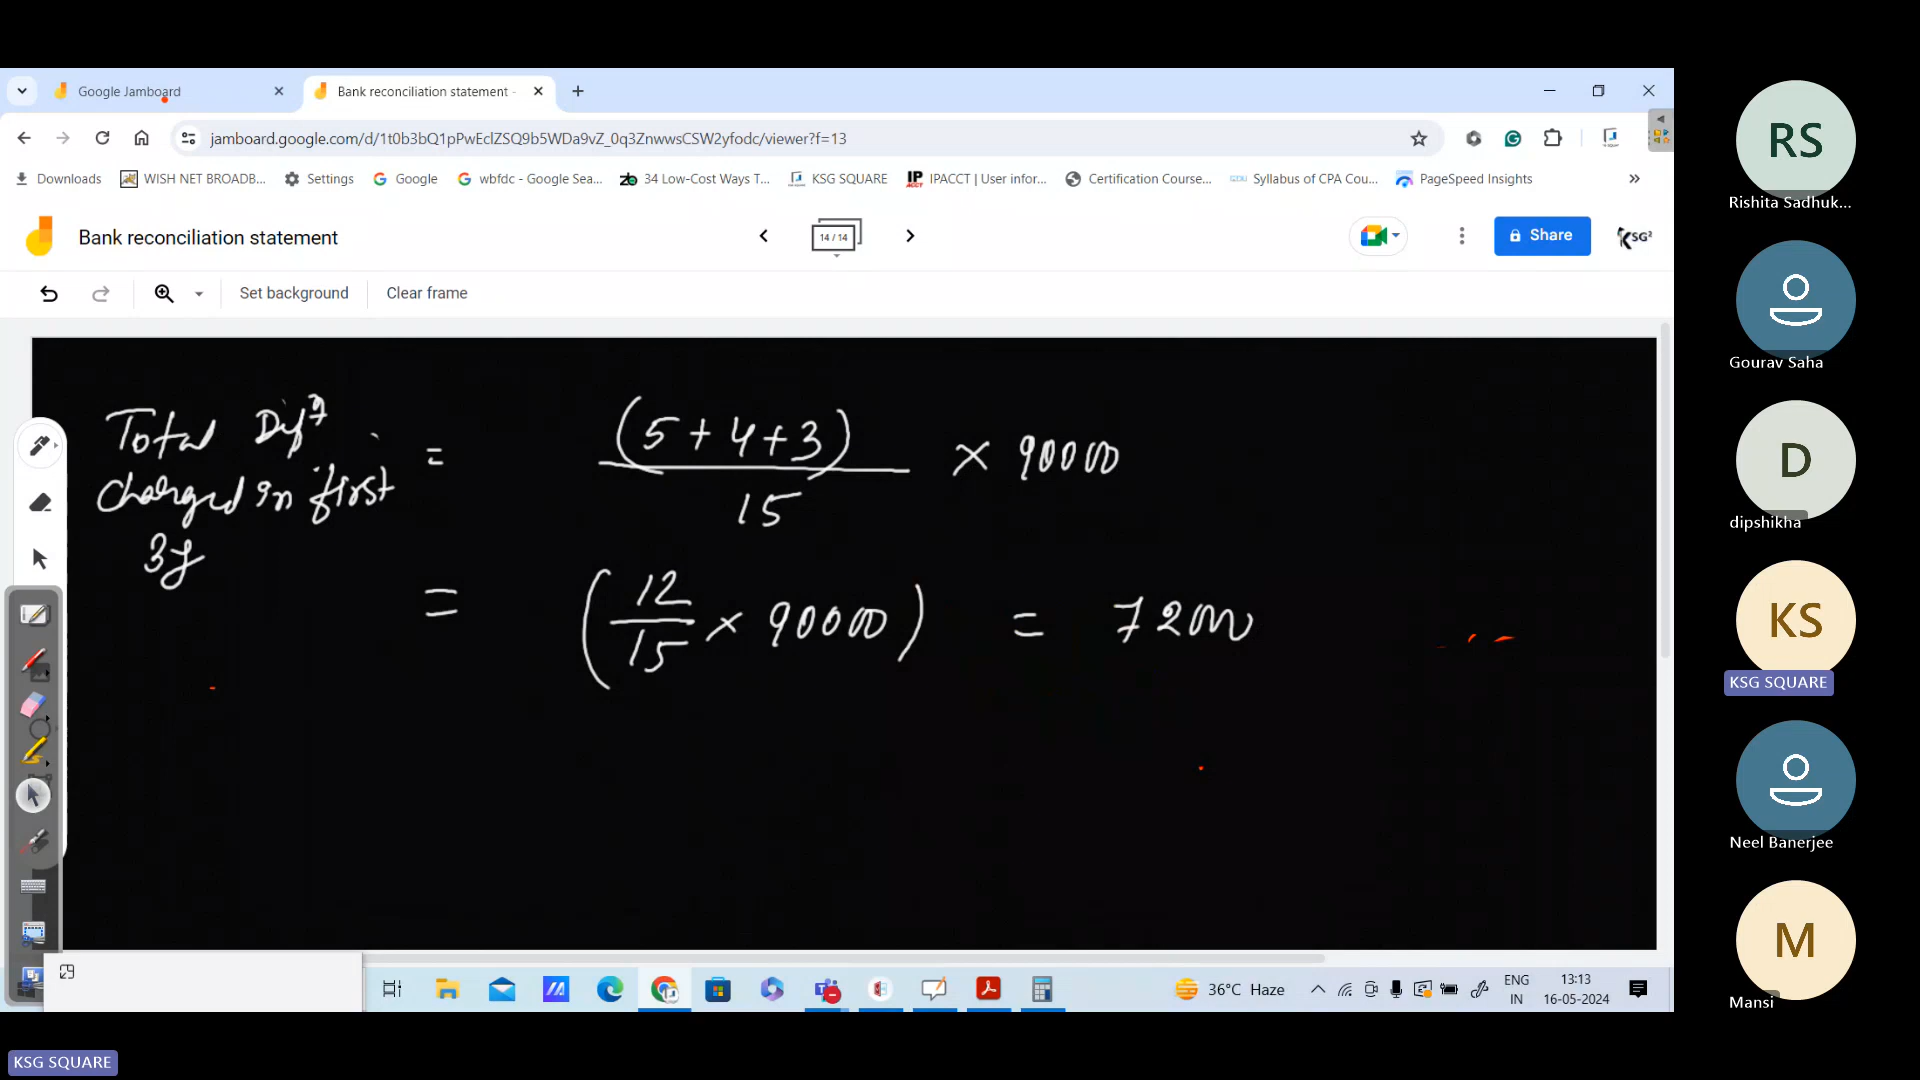 Google Jamboard
Bank reconciliation statement -
jamboard.google.com/d/1t0b3bQ1pPwEclZSQ9b5WDa9vZ_0q3ZnwwsCSW2yfodc/viewer?f=13
Downloads WISH NET BROADB... Settings Google wbfdc - Google Sea... 34 Low-Cost Ways T... KSG SQUARE IPACCT | User infor... Certification Course... Syllabus of CPA Cou... PageSpeed Insights »
Bank reconciliation statement
14 / 14
Share
KSG²
Set background Clear frame
Total Dipⁿ = (5+4+3) × 90000
charged in first 15
3y
= (12/15 × 90000) = 72000
36°C Haze
ENG
IN
13:13
16-05-2024
RS
Rishita Sadhuk...
Gourav Saha
D
dipshikha
KS
KSG SQUARE
Neel Banerjee
M
Mansi
KSG SQUARE